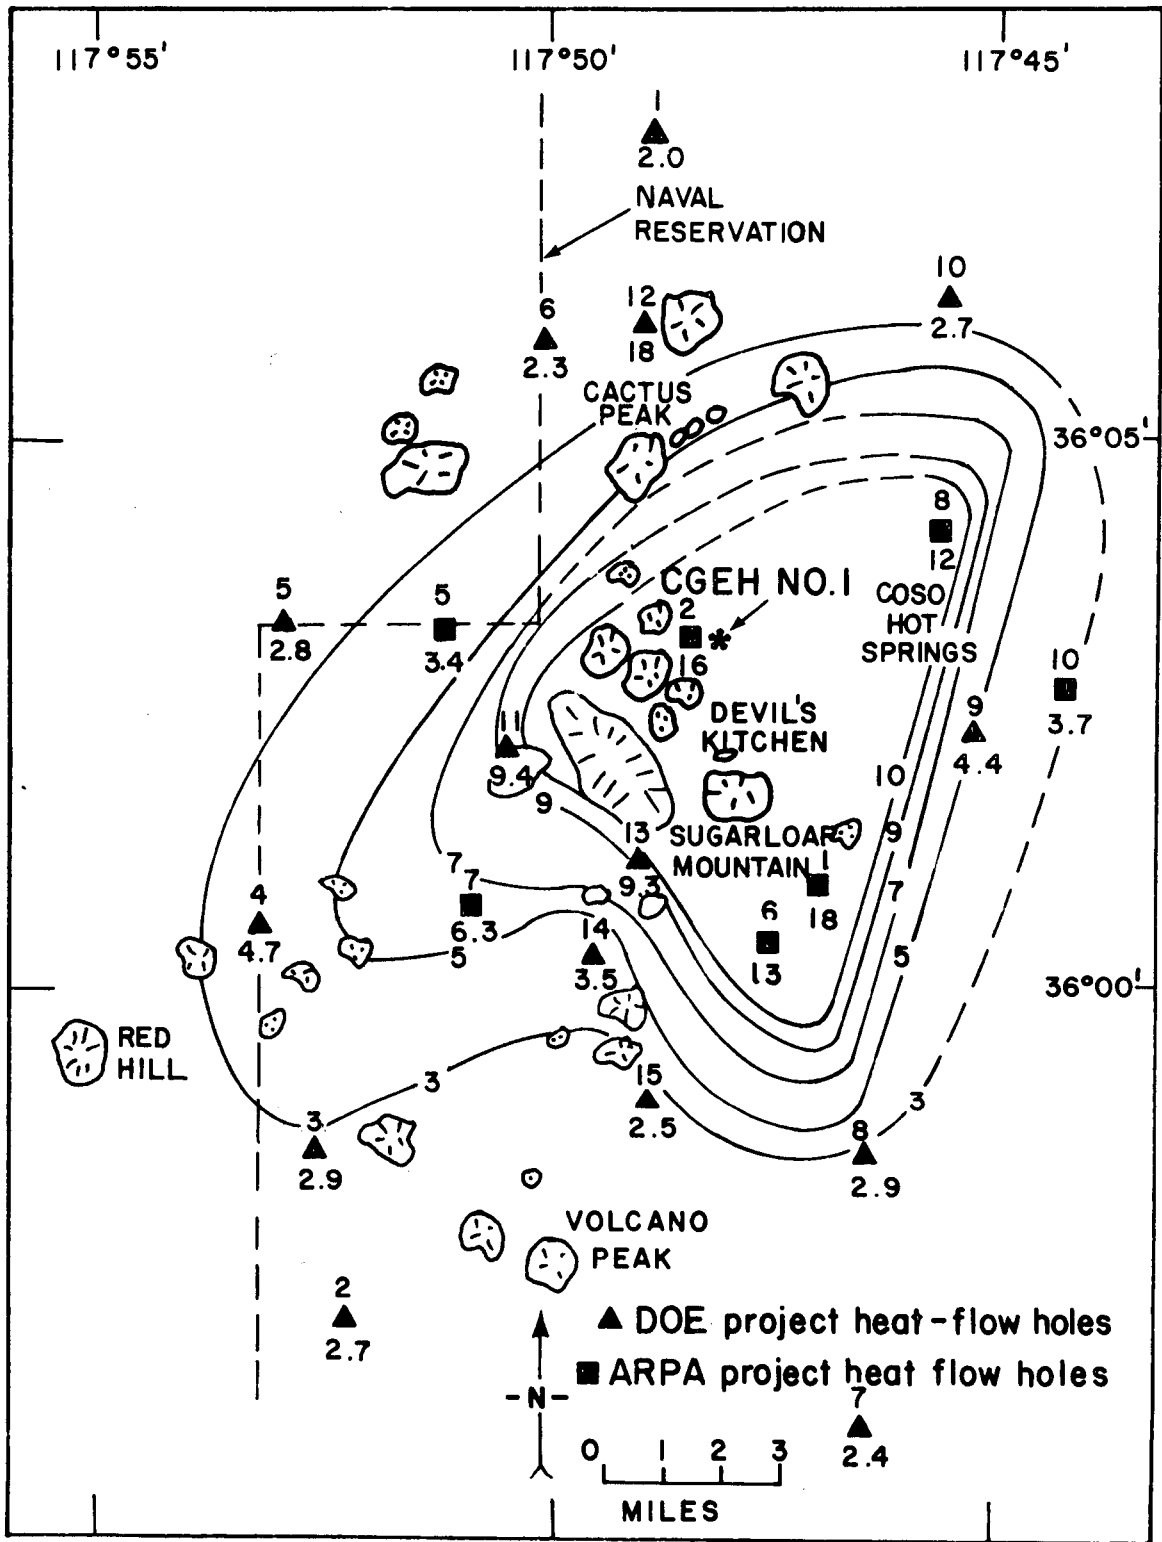 117°55'
117°50'
117°45'
1
2.0
NAVAL
RESERVATION
10
2.7
6
2.3
12
18
CACTUS
PEAK
36°05'
8
12
5
2.8
5
3.4
CGEH NO.1
2
*
16
COSO
HOT
SPRINGS
10
3.7
9
4.4
DEVIL'S
KITCHEN
11
9.4
9
10
13
9.3
SUGARLOAF
MOUNTAIN
9
1
18
7
7
7
6.3
5
4
4.7
6
13
5
14
3.5
36°00'
RED
HILL
3
3
15
2.5
3
2.9
8
2.9
VOLCANO
PEAK
2
2.7
▲ DOE project heat-flow holes
■ ARPA project heat flow holes
-N-
7
2.4
0 1 2 3
MILES